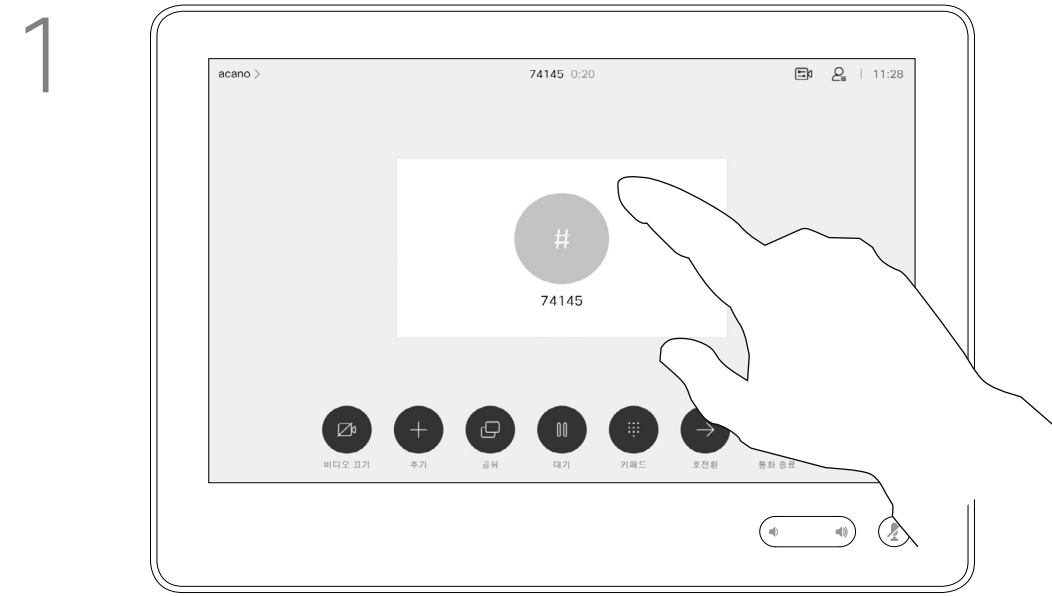 1
acano >
74145 0:20
11:28
#
74145
비디오 끄기
추가
공유
대기
키패드
호전환
통화 종료